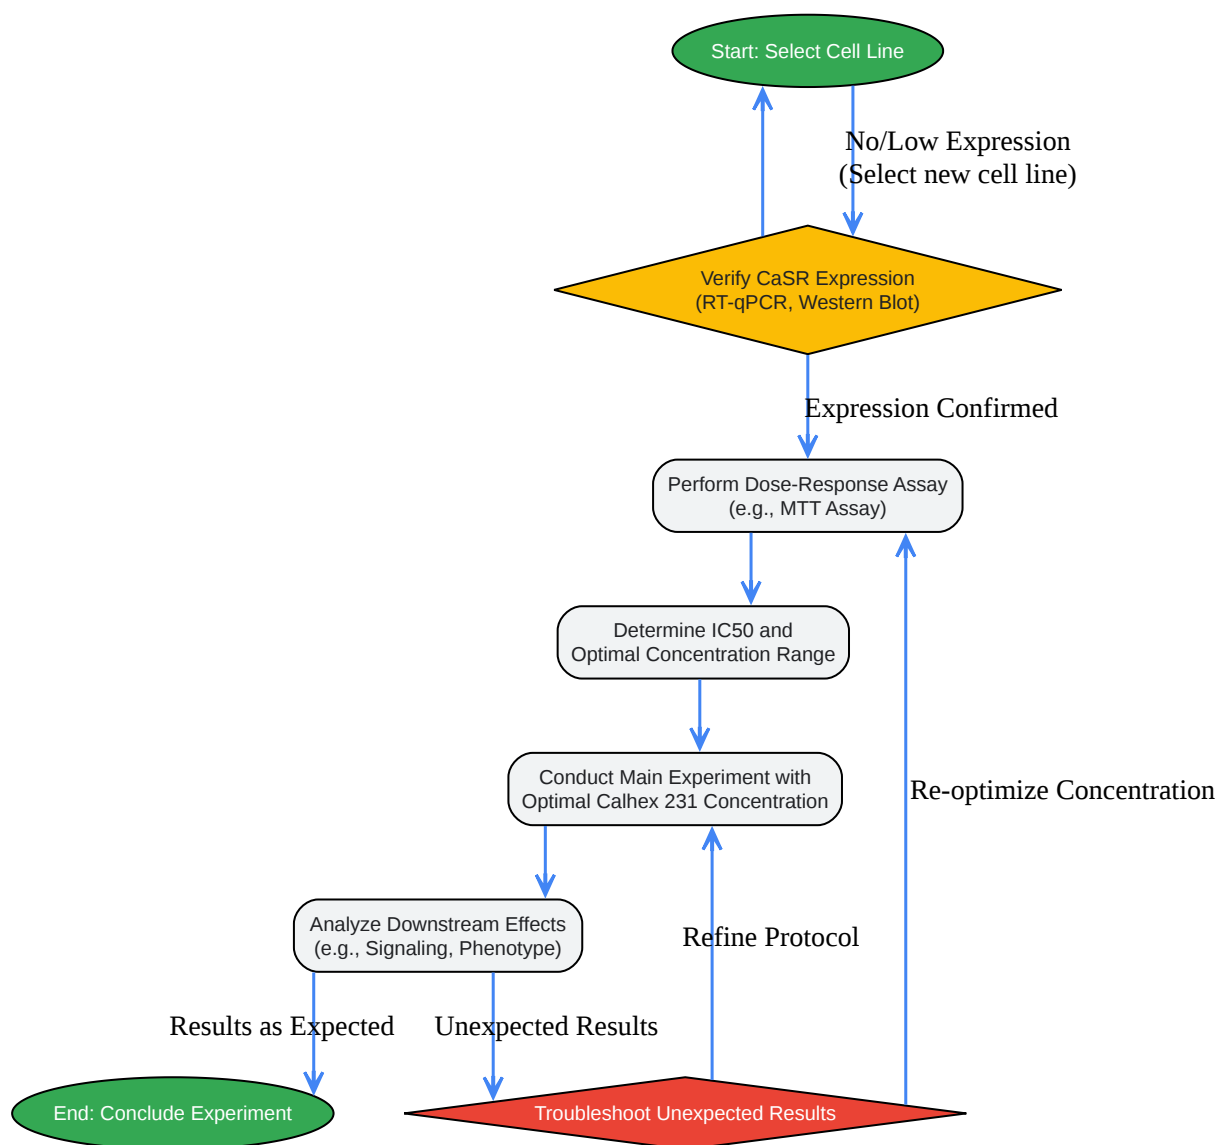 Start: Select Cell Line
No/Low Expression
(Select new cell line)
Verify CaSR Expression
(RT-qPCR, Western Blot)
Expression Confirmed
Perform Dose-Response Assay
(e.g., MTT Assay)
Determine IC50 and
Optimal Concentration Range
Conduct Main Experiment with
Optimal Calhex 231 Concentration
Re-optimize Concentration
Analyze Downstream Effects
(e.g., Signaling, Phenotype)
Refine Protocol
Results as Expected
Unexpected Results
End: Conclude Experiment
Troubleshoot Unexpected Results